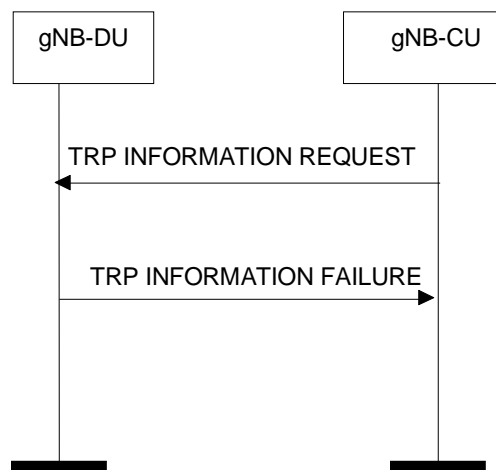 gNB-DU
gNB-CU
TRP INFORMATION REQUEST
TRP INFORMATION FAILURE